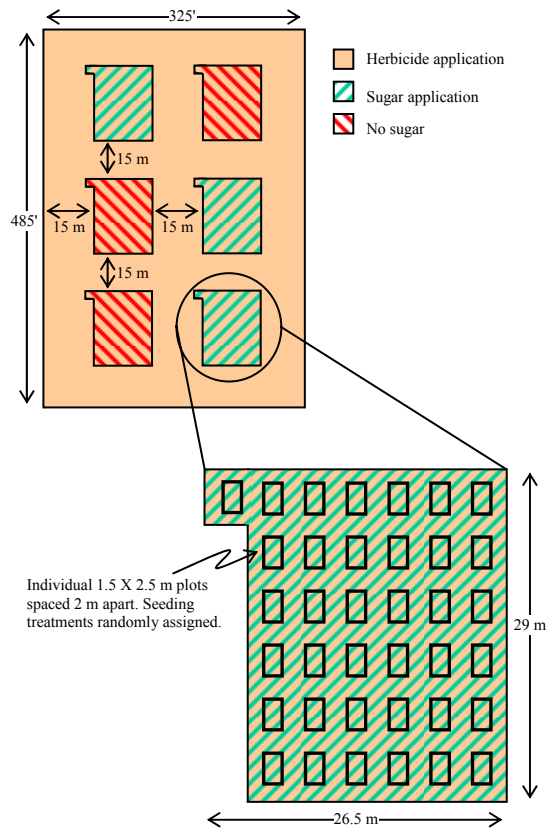 325'
Herbicide application
Sugar application
No sugar
15 m
485'
15 m
15 m
15 m
Individual 1.5 X 2.5 m plots
spaced 2 m apart. Seeding
treatments randomly assigned.
29 m
26.5 m